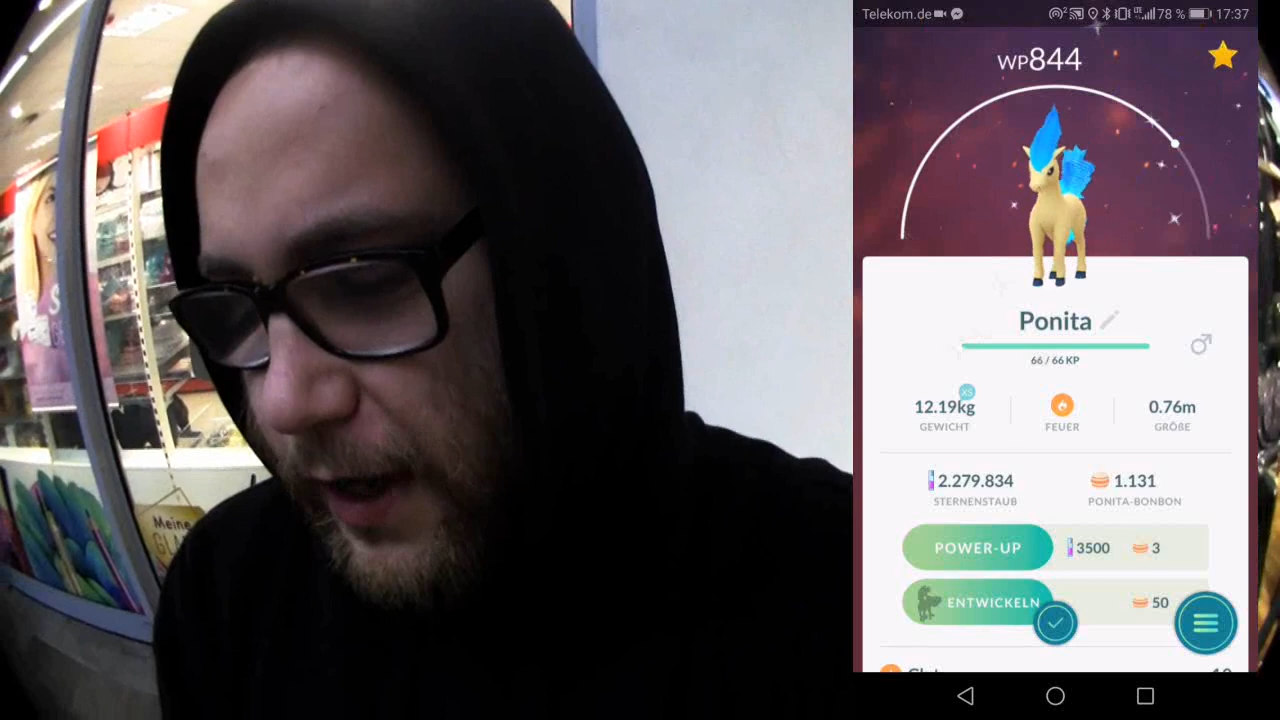 Telekom.de
78 %
17:37
WP844
Ponita
66 / 66 KP
XS
12.19kg
GEWICHT
FEUER
0.76m
GRÖßE
2.279.834
STERNENSTAUB
1.131
PONITA-BONBON
POWER-UP
3500
3
ENTWICKELN
50
Meine